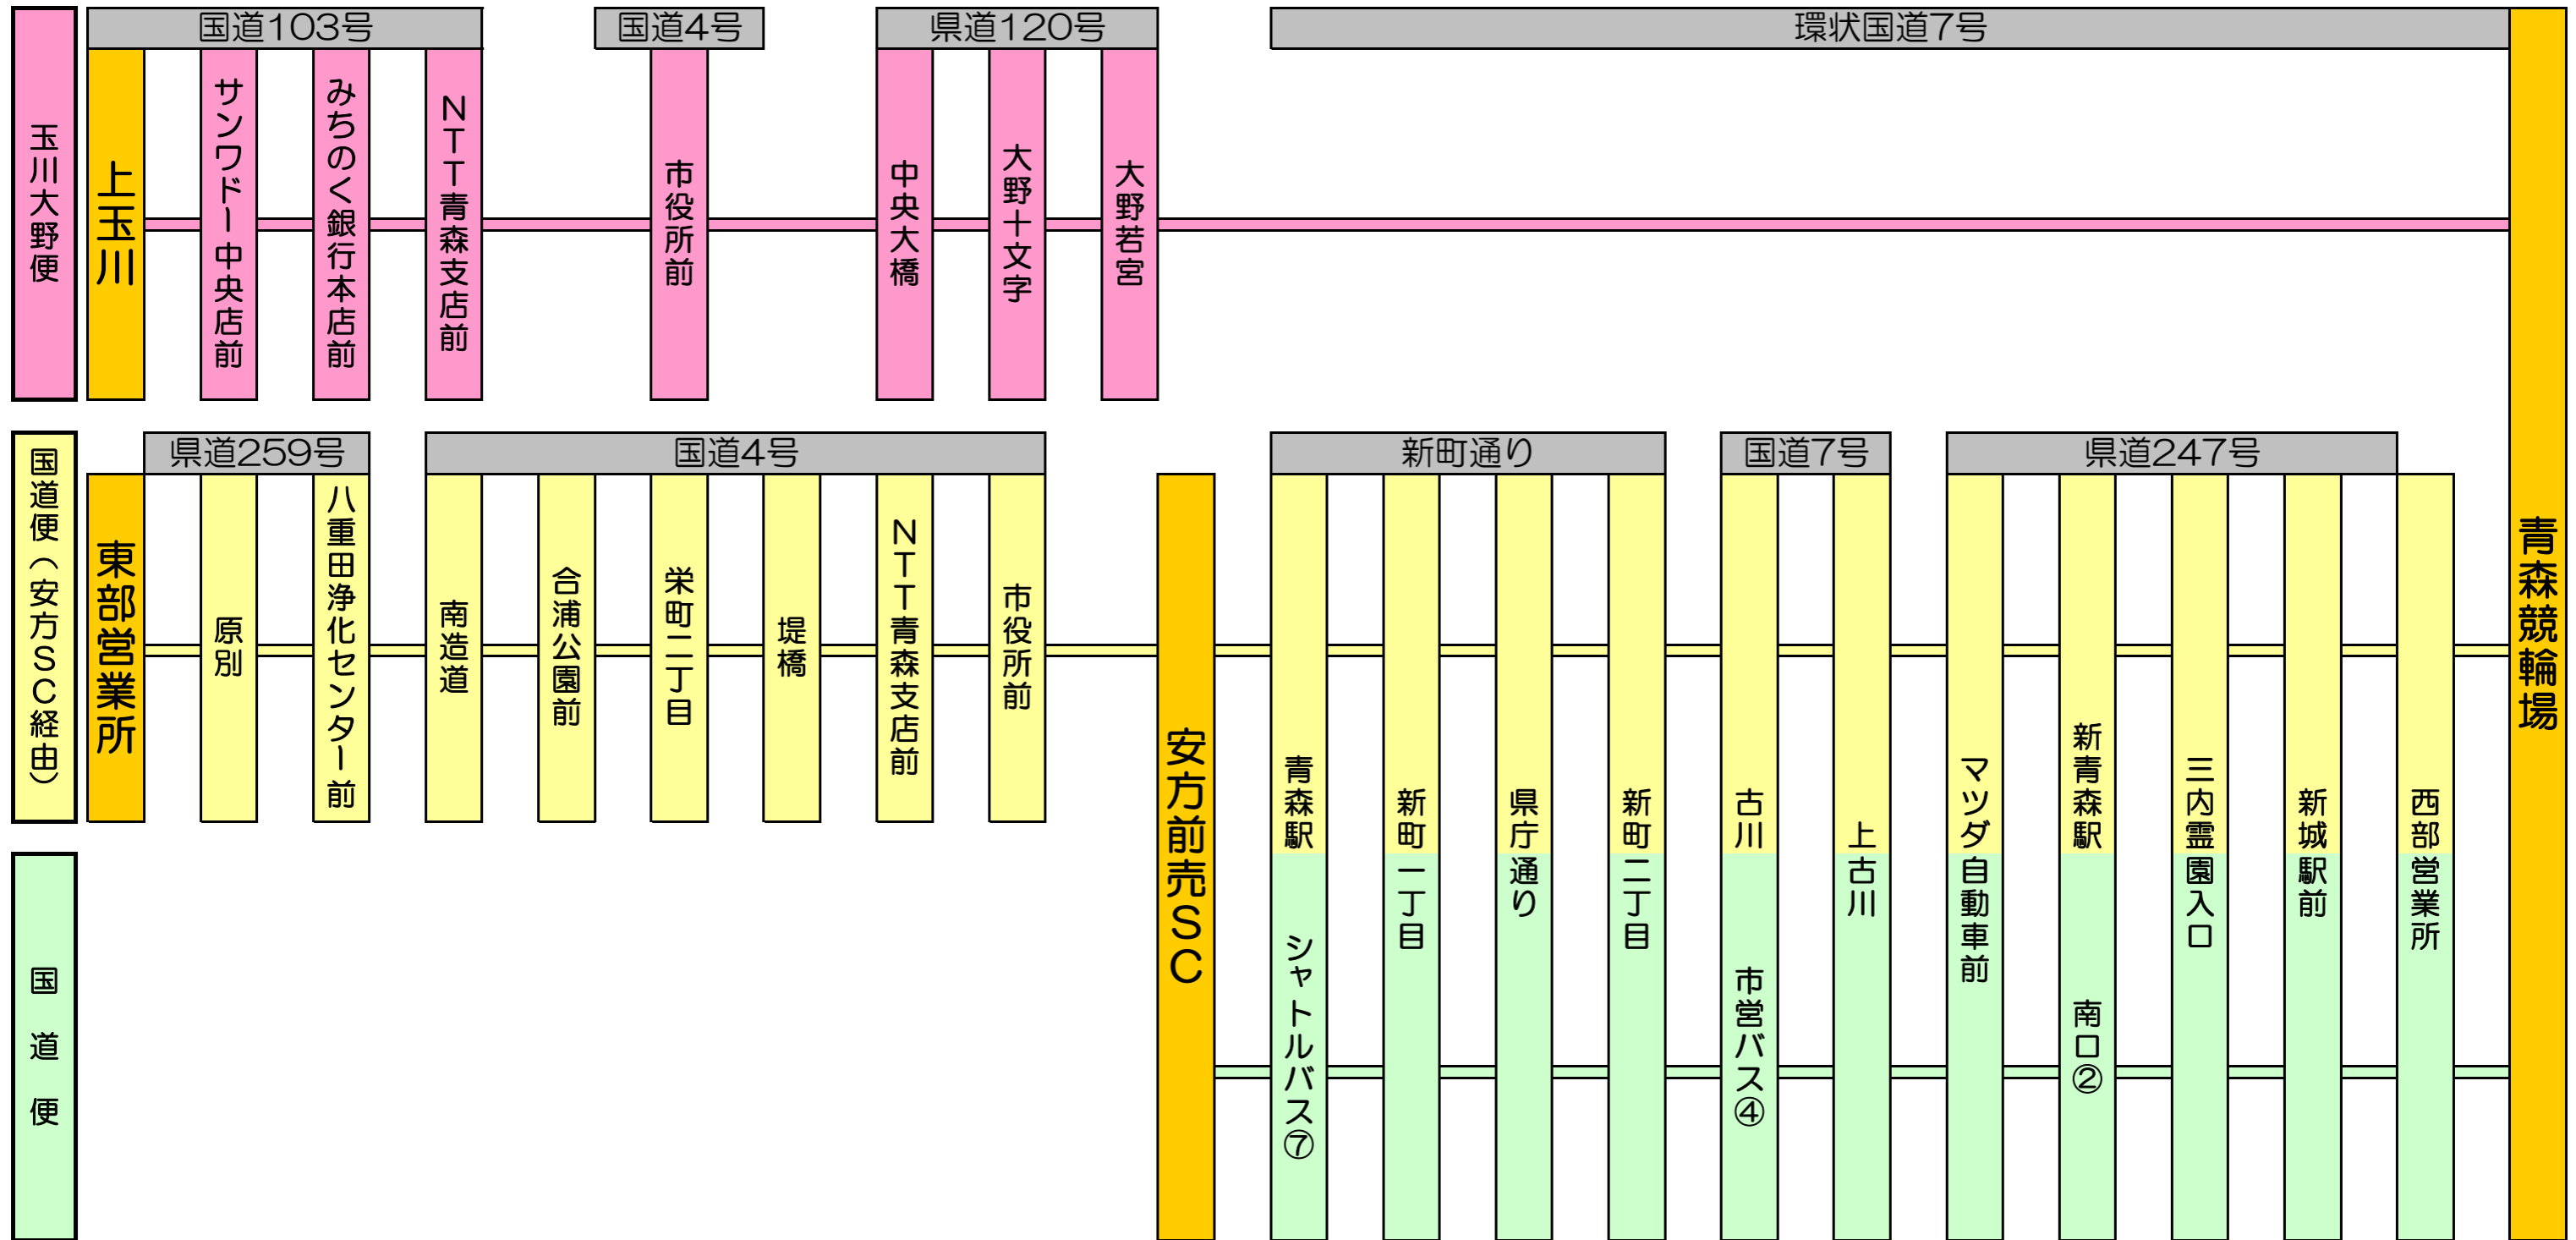 玉川大野便
国道103号
国道4号
県道120号
環状国道7号
上玉川
サンワドー中央店前
みちのく銀行本店前
NTT青森支店前
市役所前
中央大橋
大野十文字
大野若宮
青森競輪場
国道便（安方SC経由）
県道259号
国道4号
新町通り
国道7号
県道247号
東部営業所
原別
八重田浄化センター前
南造道
合浦公園前
栄町二丁目
堤橋
NTT青森支店前
市役所前
安方前売SC
青森駅 シャトルバス⑦
新町一丁目
県庁通り
新町二丁目
古川 市営バス④
上古川
マツダ自動車前
新青森駅 南口②
三内霊園入口
新城駅前
西部営業所
国道便